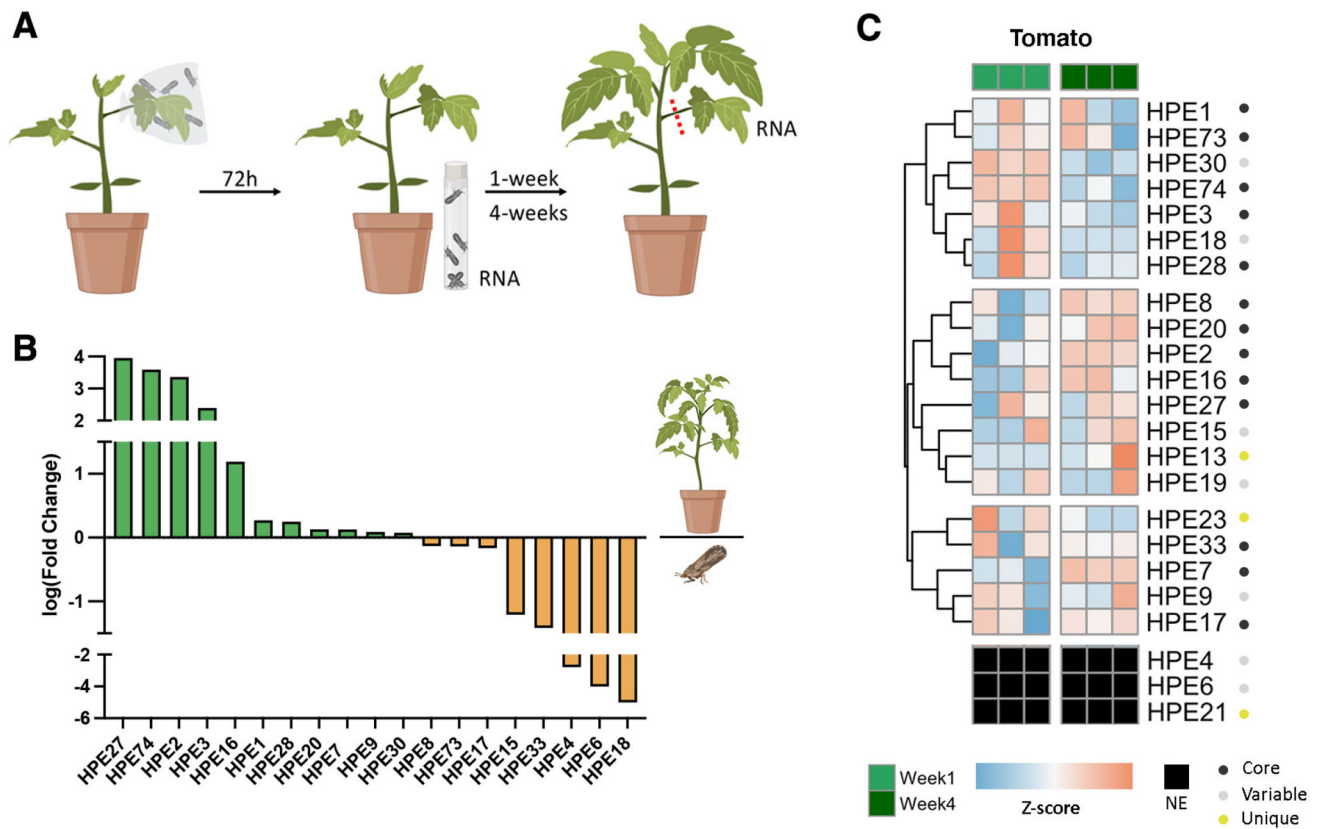 A
72h
RNA
1-week
4-weeks
RNA
B
log(Fold Change)
4
3
2
1
0
-1
-2
-4
-6
HPE27
HPE74
HPE2
HPE3
HPE16
HPE1
HPE28
HPE20
HPE7
HPE9
HPE30
HPE8
HPE73
HPE17
HPE15
HPE33
HPE4
HPE6
HPE18
C
Tomato
HPE1
HPE73
HPE30
HPE74
HPE3
HPE18
HPE28
HPE8
HPE20
HPE2
HPE16
HPE27
HPE15
HPE13
HPE19
HPE23
HPE33
HPE7
HPE9
HPE17
HPE4
HPE6
HPE21
Week1
Week4
Z-score
NE
Core
Variable
Unique